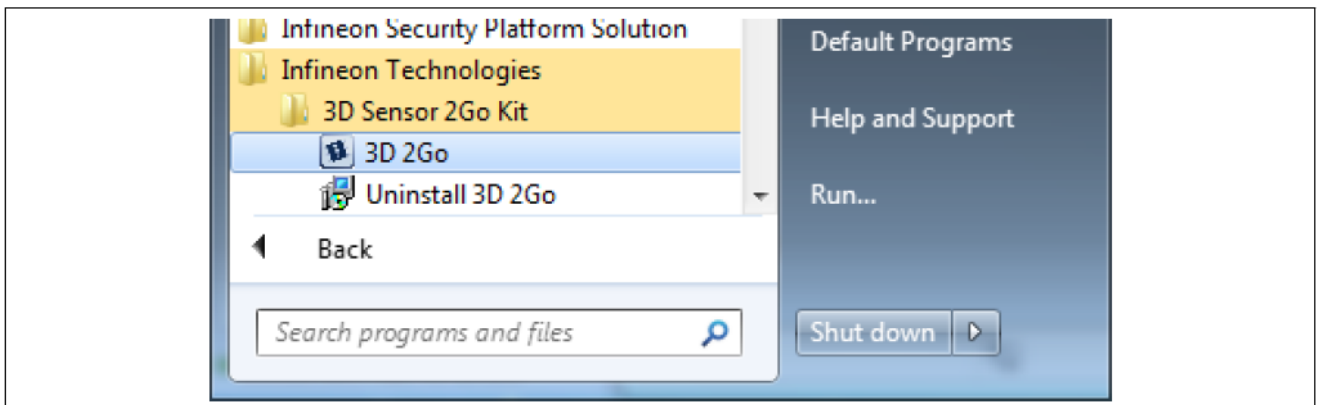 Infineon Security Platform Solution
Infineon Technologies
3D Sensor 2Go Kit
3D 2Go
Uninstall 3D 2Go
Back
Search programs and files
Default Programs
Help and Support
Run...
Shut down